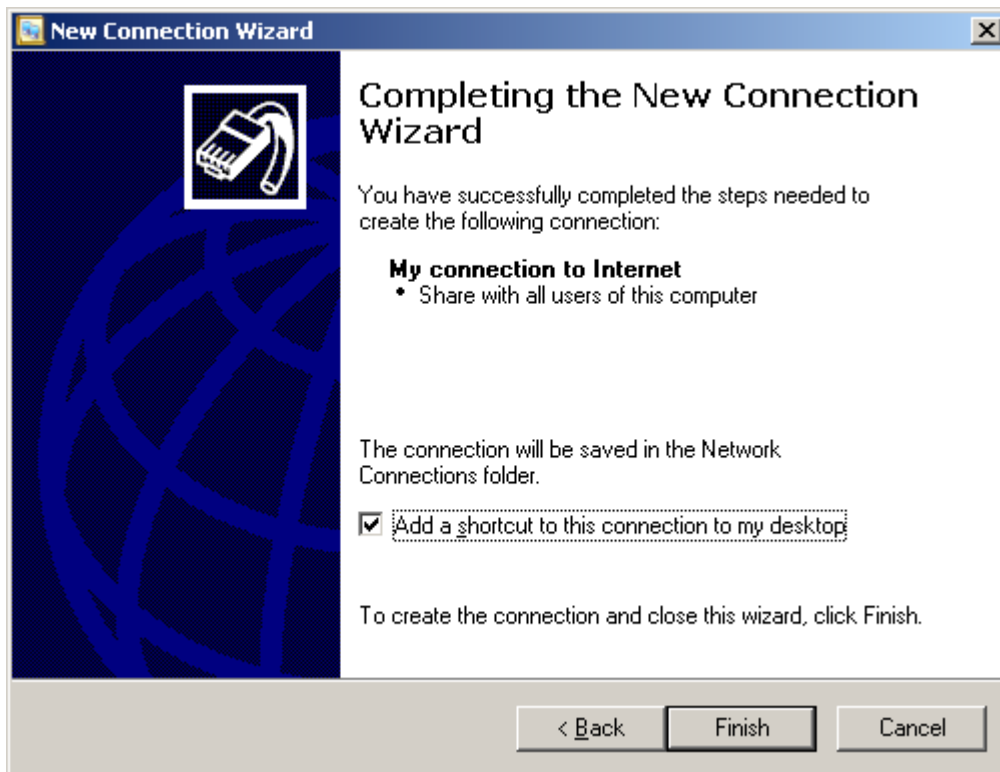 New Connection Wizard
Completing the New Connection
Wizard
You have successfully completed the steps needed to
create the following connection:
My connection to Internet
• Share with all users of this computer
The connection will be saved in the Network
Connections folder.
Add a shortcut to this connection to my desktop
To create the connection and close this wizard, click Finish.
< Back
Finish
Cancel